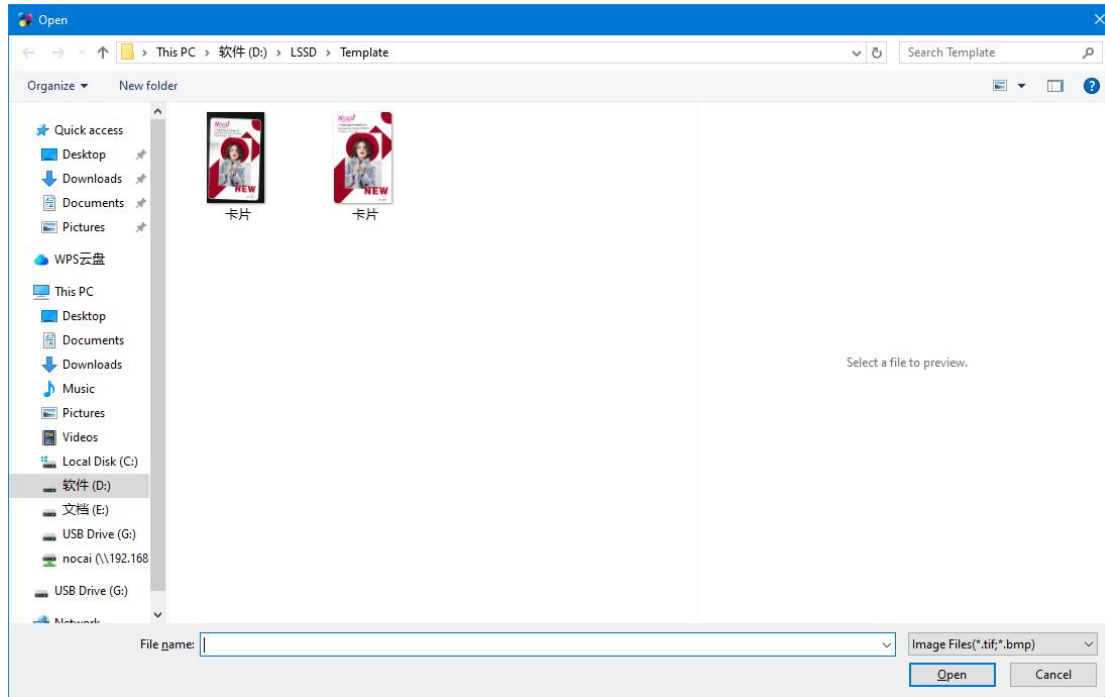 Open
This PC > 软件 (D:) > LSSD > Template
Search Template
Organize
New folder
Quick access
Desktop
Downloads
Documents
Pictures
WPS云盘
This PC
Desktop
Documents
Downloads
Music
Pictures
Videos
Local Disk (C:)
软件 (D:)
文档 (E:)
USB Drive (G:)
nocai (\\192.168
USB Drive (G:)
Network
NEW
卡片
NEW
卡片
Select a file to preview.
File name:
Image Files(*.tif;*.bmp)
Open
Cancel